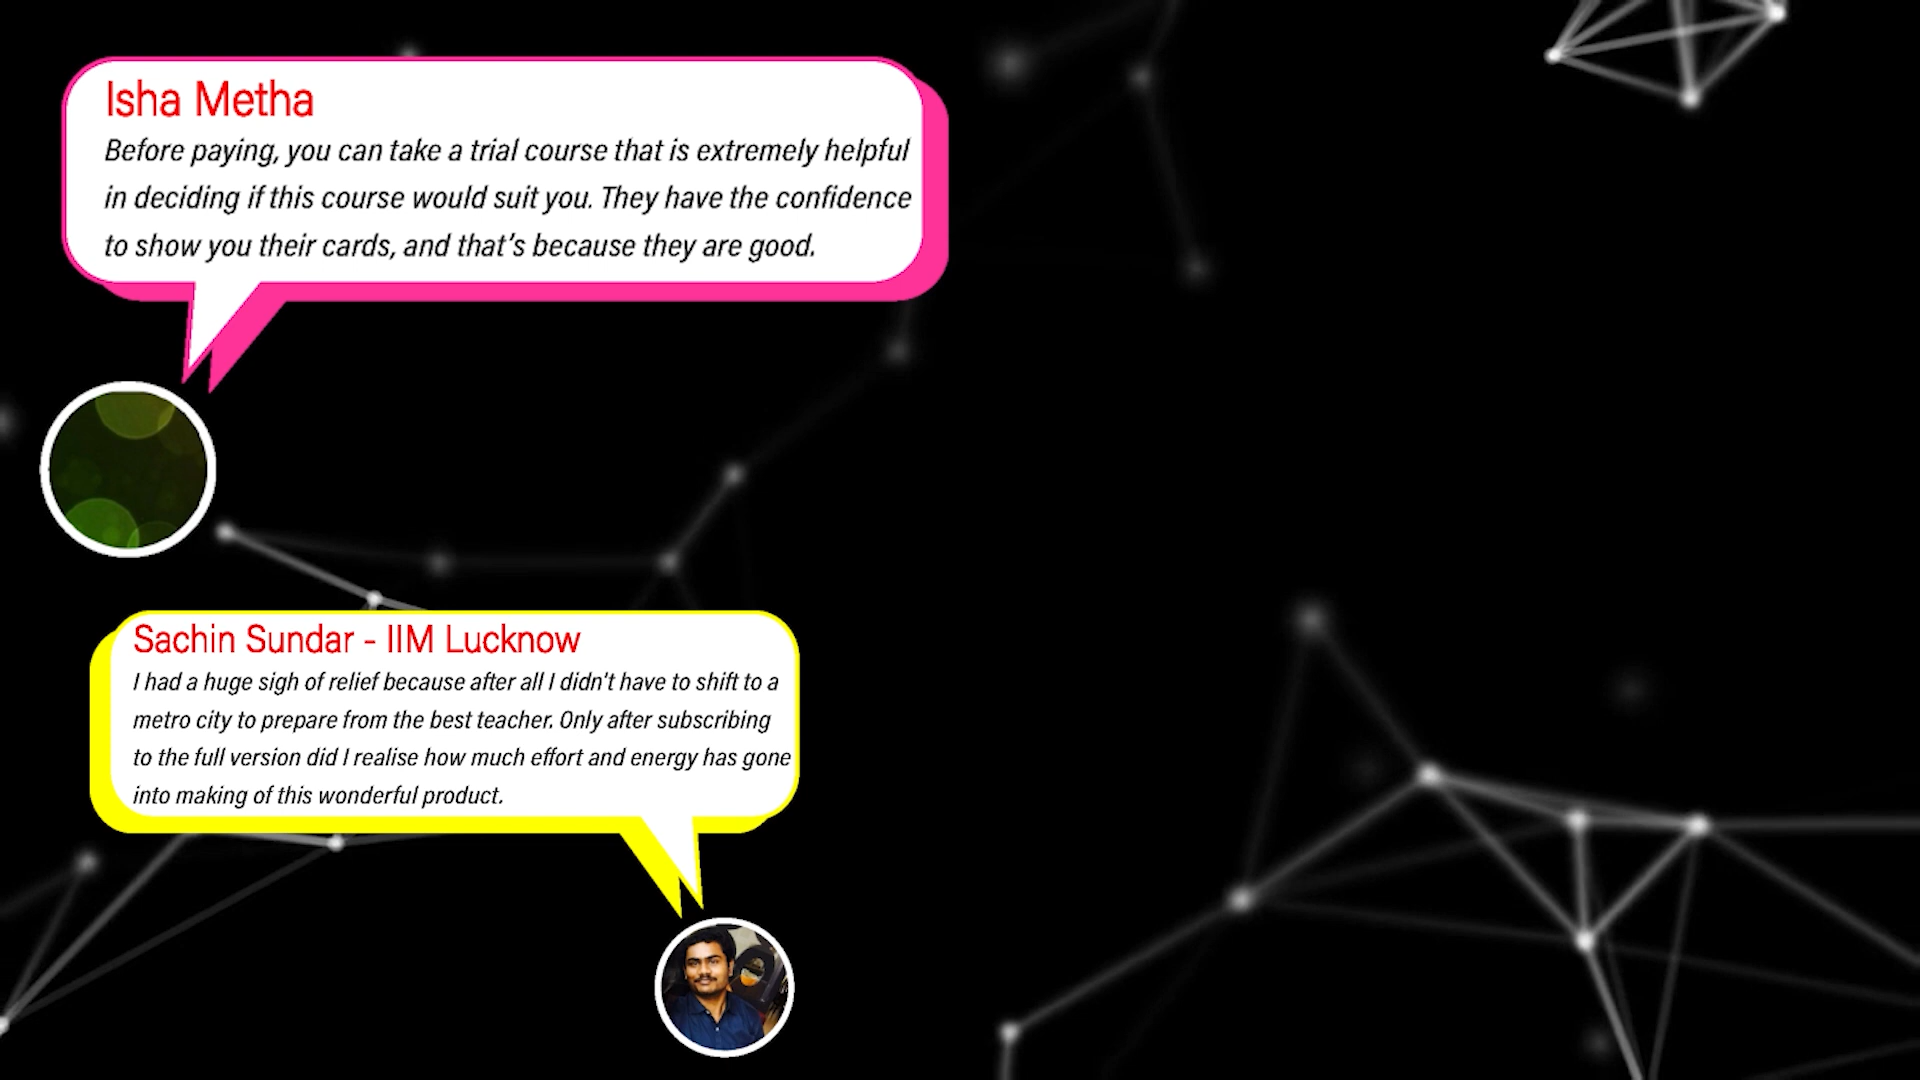 Isha Metha
Before paying, you can take a trial course that is extremely helpful
in deciding if this course would suit you. They have the confidence
to show you their cards, and that's because they are good.
Sachin Sundar - IIM Lucknow
I had a huge sigh of relief because after all I didn't have to shift to a
metro city to prepare from the best teacher. Only after subscribing
to the full version did I realise how much effort and energy has gone
into making of this wonderful product.